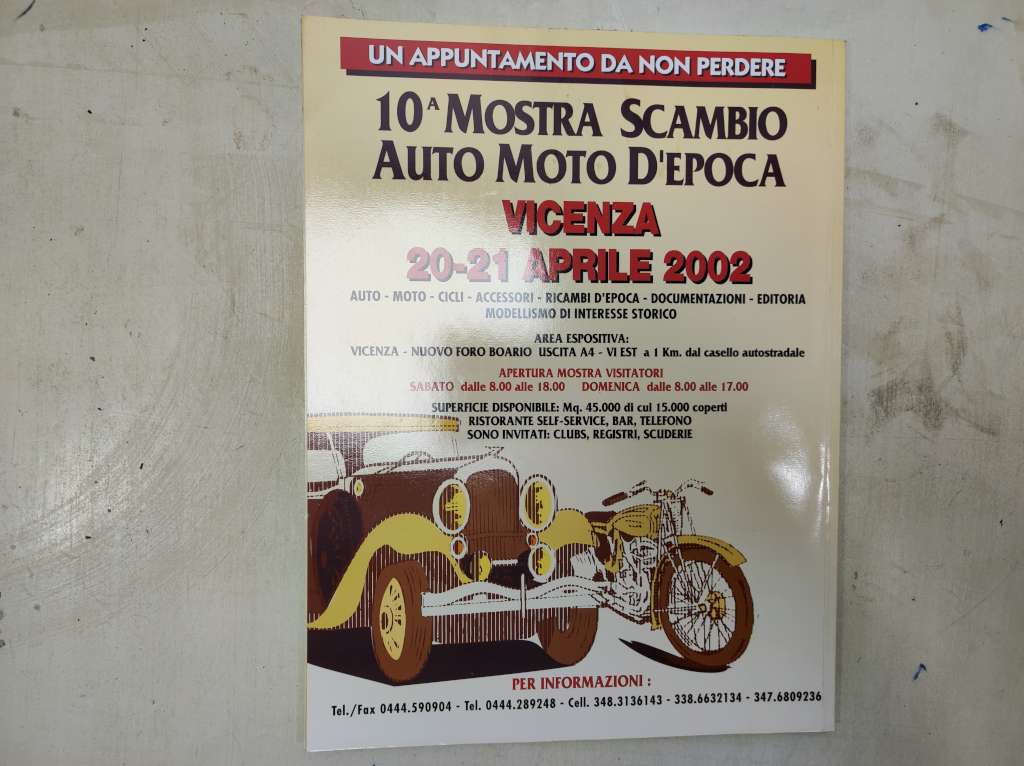 UN APPUNTAMENTO DA NON PERDERE
10ᴬ MOSTRA SCAMBIO
AUTO MOTO D'EPOCA
VICENZA
20-21 APRILE 2002
AUTO - MOTO - CICLI - ACCESSORI - RICAMBI D'EPOCA - DOCUMENTAZIONI - EDITORIA
MODELLISMO DI INTERESSE STORICO
AREA ESPOSITIVA:
VICENZA - NUOVO FORO BOARIO USCITA A4 - VI EST a 1 Km. dal casello autostradale
APERTURA MOSTRA VISITATORI
SABATO dalle 8.00 alle 18.00 DOMENICA dalle 8.00 alle 17.00
SUPERFICIE DISPONIBILE: Mq. 45.000 di cui 15.000 coperti
RISTORANTE SELF-SERVICE, BAR, TELEFONO
SONO INVITATI: CLUBS, REGISTRI, SCUDERIE
PER INFORMAZIONI :
Tel./Fax 0444.590904 - Tel. 0444.289248 - Cell. 348.3136143 - 338.6632134 - 347.6809236